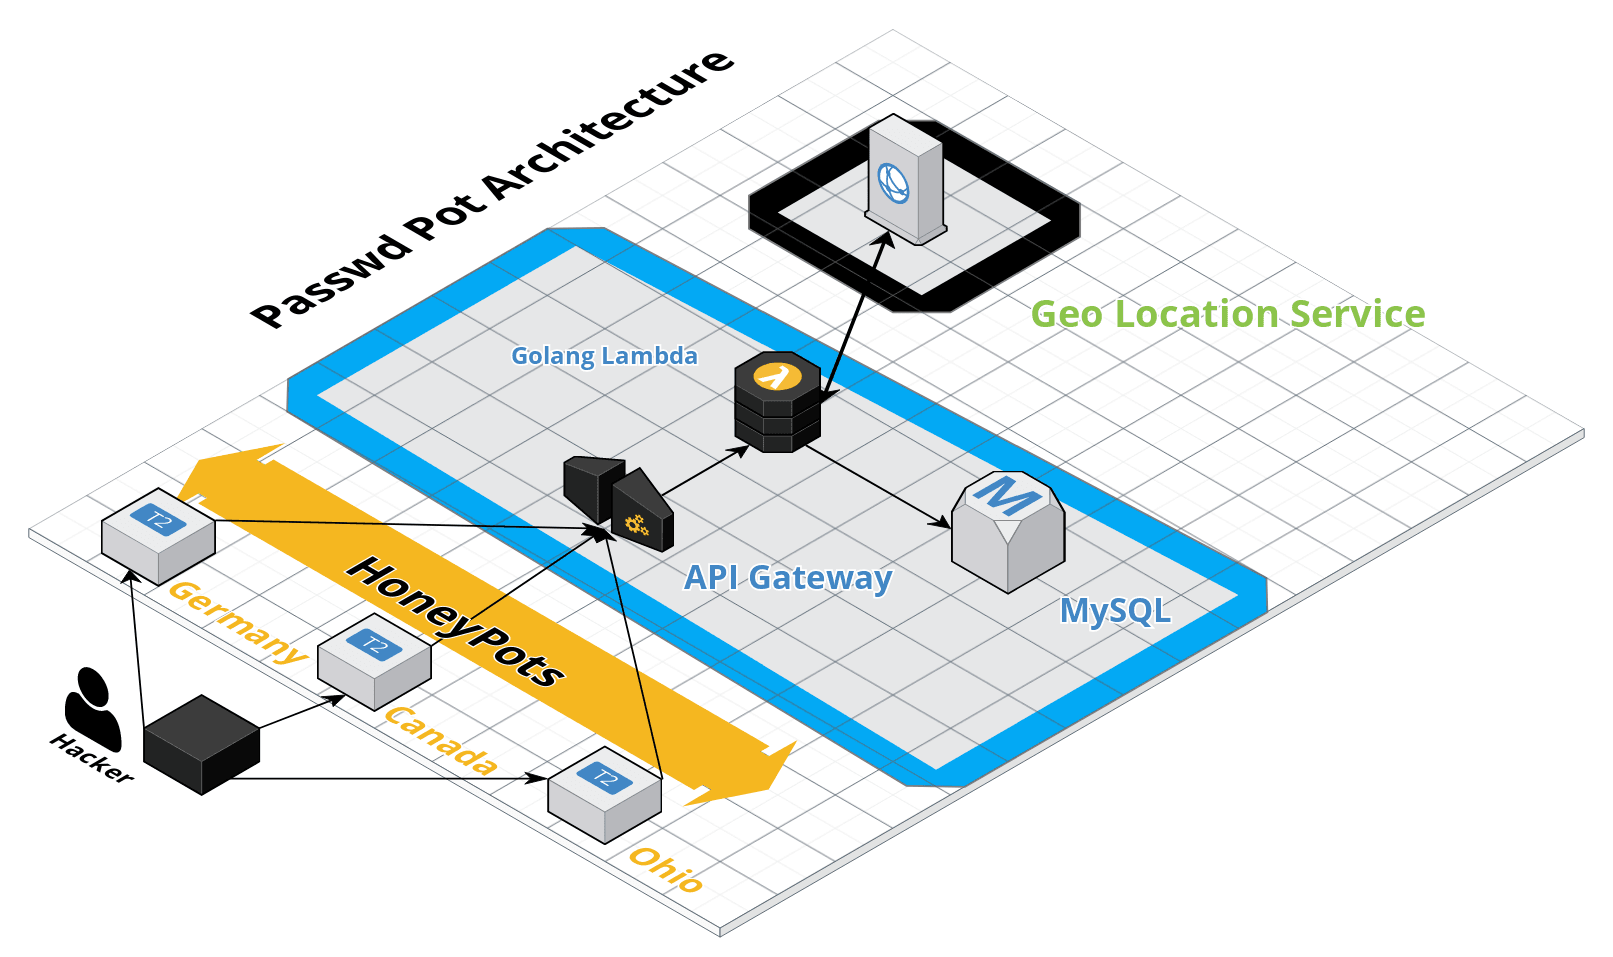 Passwd Pot Architecture
Geo Location Service
Golang Lambda
λ
M
API Gateway
MySQL
T2
Germany
HoneyPots
T2
Canada
Hacker
T2
Ohio